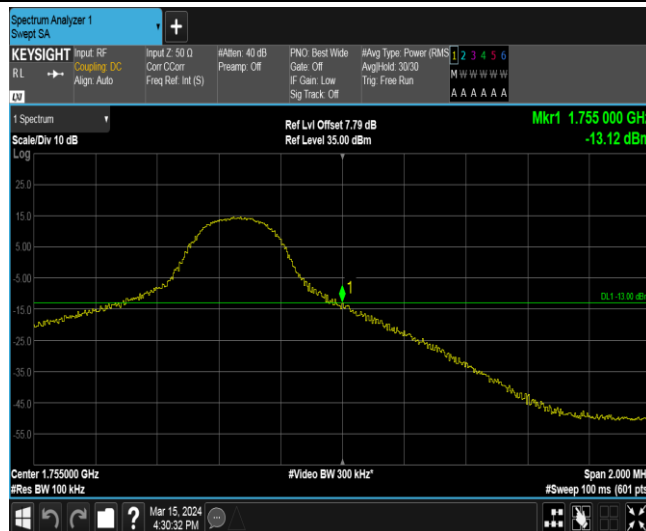 Spectrum Analyzer 1
Swept SA
KEYSIGHT
RL
Input: RF
Coupling: DC
Align: Auto
Input Z: 50 Ω
Corr CCorr
Freq Ref: Int (S)
#Atten: 40 dB
Preamp: Off
PNO: Best Wide
Gate: Off
IF Gain: Low
Sig Track: Off
#Avg Type: Power (RMS
Avg|Hold: 30/30
Trig: Free Run
1 2 3 4 5 6
M W W W W W
A A A A A A
1 Spectrum
Scale/Div 10 dB
Log
Ref Lvl Offset 7.79 dB
Ref Level 35.00 dBm
Mkr1 1.755 000 GHz
-13.12 dBm
25.0
15.0
5.00
-5.00
-15.0
-25.0
-35.0
-45.0
-55.0
1
DL1 -13.00 dBm
Center 1.755000 GHz
#Res BW 100 kHz
#Video BW 300 kHz*
Span 2.000 MH
#Sweep 100 ms (601 pts
?
Mar 15, 2024
4:30:32 PM